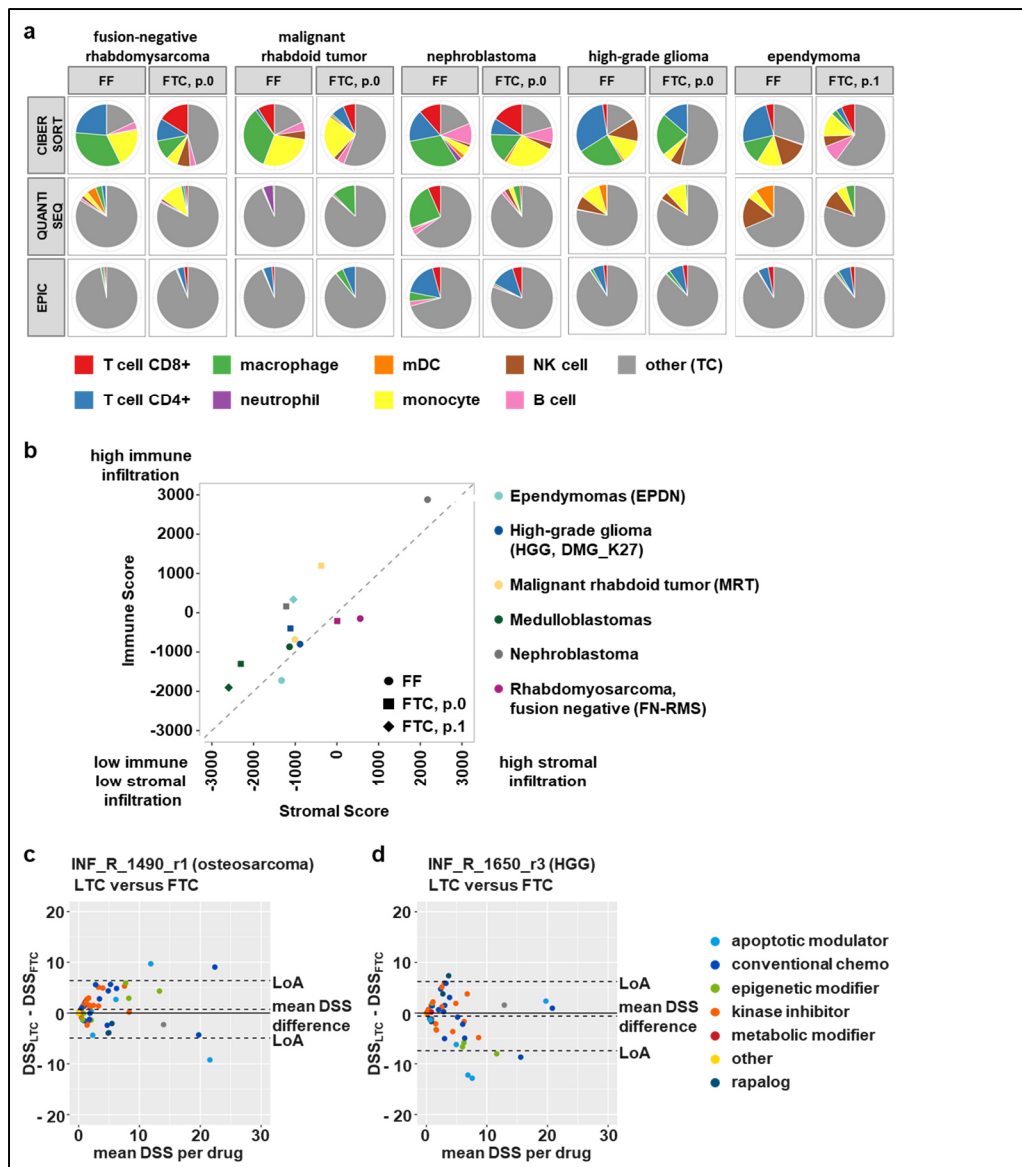 a
fusion-negative
rhabdomysarcoma
malignant
rhabdoid tumor
nephroblastoma
high-grade glioma
ependymoma
FF
FTC, p.0
FF
FTC, p.0
FF
FTC, p.0
FF
FTC, p.0
FF
FTC, p.1
CIBER
SORT
QUANTI
SEQ
EPIC
T cell CD8+
macrophage
mDC
NK cell
other (TC)
T cell CD4+
neutrophil
monocyte
B cell
b
high immune
infiltration
3000
2000
1000
0
-1000
-2000
-3000
Immune Score
FF
FTC, p.0
FTC, p.1
low immune
low stromal
infiltration
-3000
-2000
-1000
0
1000
2000
3000
high stromal
infiltration
Stromal Score
Ependymomas (EPDN)
High-grade glioma
(HGG, DMG_K27)
Malignant rhabdoid tumor (MRT)
Medulloblastomas
Nephroblastoma
Rhabdomyosarcoma,
fusion negative (FN-RMS)
c
INF_R_1490_r1 (osteosarcoma)
LTC versus FTC
20
10
0
- 10
- 20
DSSLTC - DSSFTC
LoA
mean DSS
difference
LoA
0
10
20
30
mean DSS per drug
d
INF_R_1650_r3 (HGG)
LTC versus FTC
20
10
0
- 10
- 20
DSSLTC - DSSFTC
LoA
mean DSS
difference
LoA
0
10
20
30
mean DSS per drug
apoptotic modulator
conventional chemo
epigenetic modifier
kinase inhibitor
metabolic modifier
other
rapalog